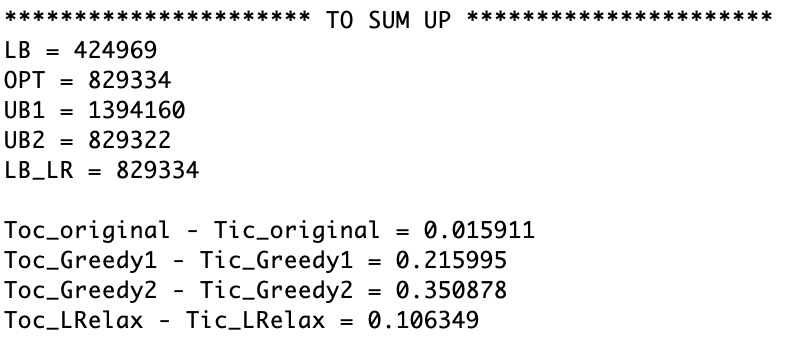 ********************** TO SUM UP **********************
LB = 424969
OPT = 829334
UB1 = 1394160
UB2 = 829322
LB_LR = 829334
Toc_original - Tic_original = 0.015911
Toc_Greedy1 - Tic_Greedy1 = 0.215995
Toc_Greedy2 - Tic_Greedy2 = 0.350878
Toc_LRelax - Tic_LRelax = 0.106349